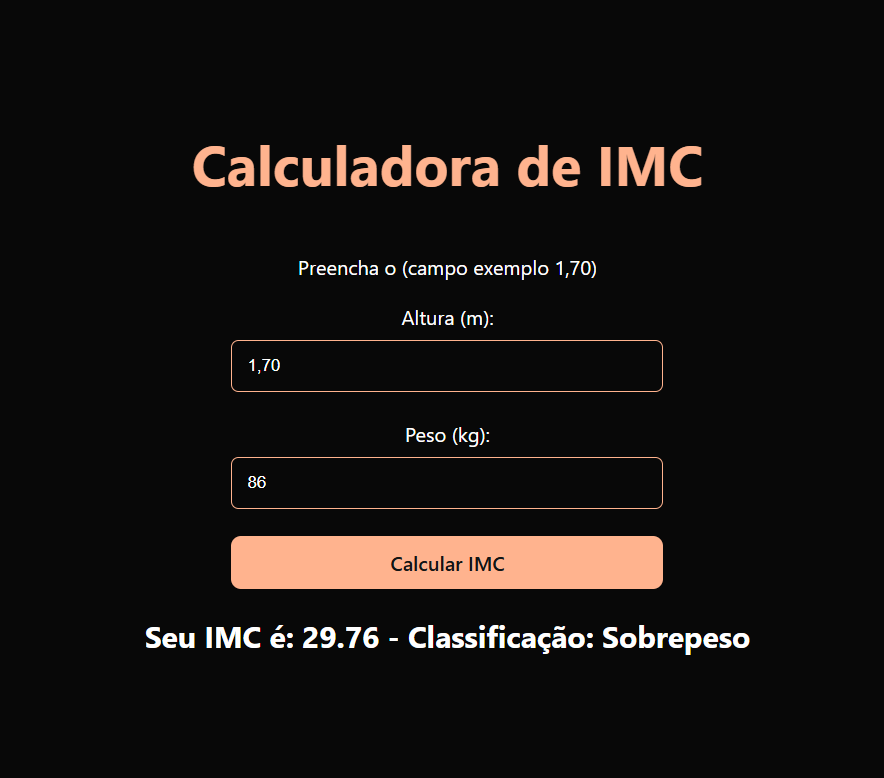 Calculadora de IMC
Preencha o (campo exemplo 1,70)
Altura (m):
1,70
Peso (kg):
86
Calcular IMC
Seu IMC é: 29.76 - Classificação: Sobrepeso